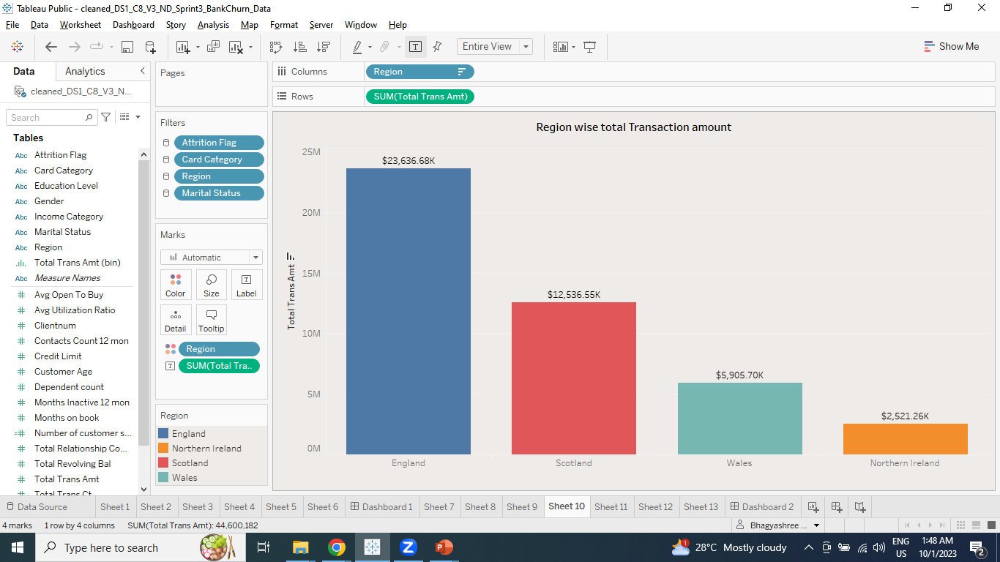 Tableau Public - cleaned_DS1_C8_V3_ND_Sprint3_BankChurn_Data
File Data Worksheet Dashboard Story Analysis Map Format Server Window Help
Entire View
Show Me
Data Analytics
cleaned_DS1_C8_V3_N...
Search
Tables
Abc Attrition Flag
Abc Card Category
Abc Education Level
Abc Gender
Abc Income Category
Abc Marital Status
Abc Region
Total Trans Amt (bin)
Abc Measure Names
# Avg Open To Buy
# Avg Utilization Ratio
# Clientnum
# Contacts Count 12 mon
# Credit Limit
# Customer Age
# Dependent count
# Months Inactive 12 mon
# Months on book
=# Number of customer s...
# Total Relationship Co...
# Total Revolving Bal
# Total Trans Amt
Total Trans Ct
Pages
Filters
Attrition Flag
Card Category
Region
Marital Status
Marks
Automatic
Color Size Label
Detail Tooltip
Region
SUM(Total Tra..
Region
England
Northern Ireland
Scotland
Wales
Columns Region
Rows SUM(Total Trans Amt)
Region wise total Transaction amount
Total Trans Amt
25M
20M
15M
10M
5M
0M
$23,636.68K
$12,536.55K
$5,905.70K
$2,521.26K
England Scotland Wales Northern Ireland
Data Source Sheet 1 Sheet 2 Sheet 3 Sheet 4 Sheet 5 Sheet 6 Dashboard 1 Sheet 7 Sheet 8 Sheet 9 Sheet 10 Sheet 11 Sheet 12 Sheet 13 Dashboard 2
4 marks 1 row by 4 columns SUM(Total Trans Amt): 44,600,182
Bhagyashree ...
Type here to search
1
28°C Mostly cloudy
ENG
US
1:48 AM
10/1/2023
2